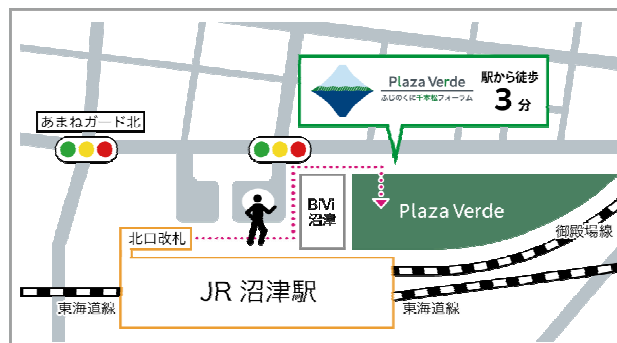 あまねガード北
Plaza Verde
ふじのくに千本松フォーラム
駅から徒歩
3 分
BiVi
沼津
Plaza Verde
御殿場線
北口改札
JR 沼津駅
東海道線
東海道線